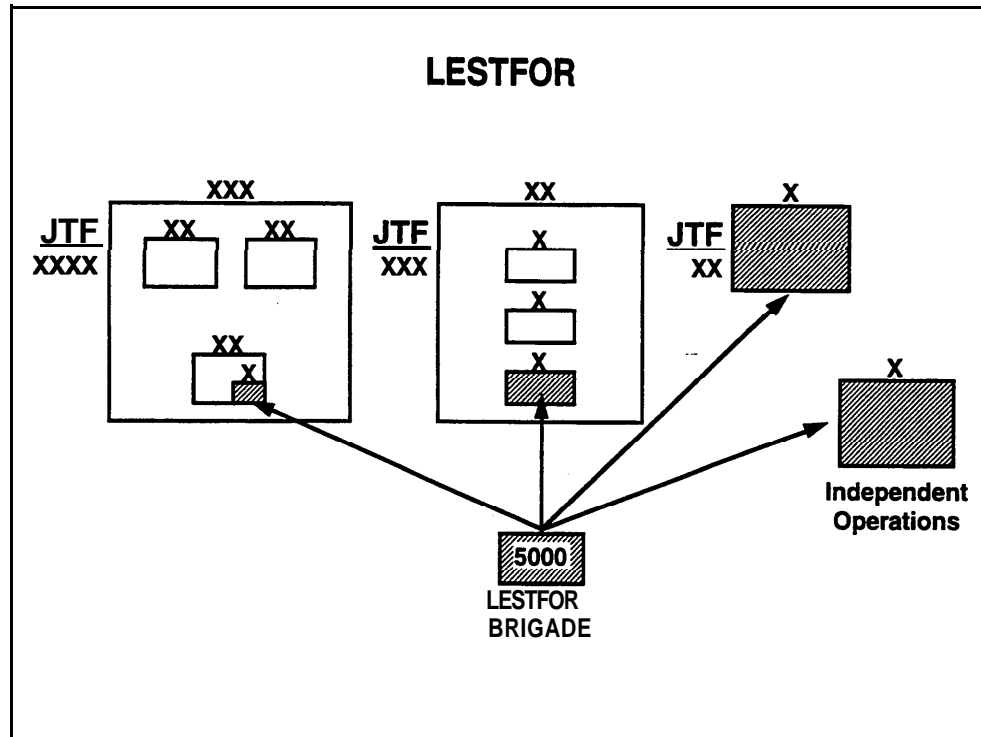 LESTFOR
XXX
JTF
XXXX
XX XX
XX
X
XX
JTF
XXX
X
X
X
X
JTF
XX
X
Independent
Operations
5000
LESTFOR
BRIGADE